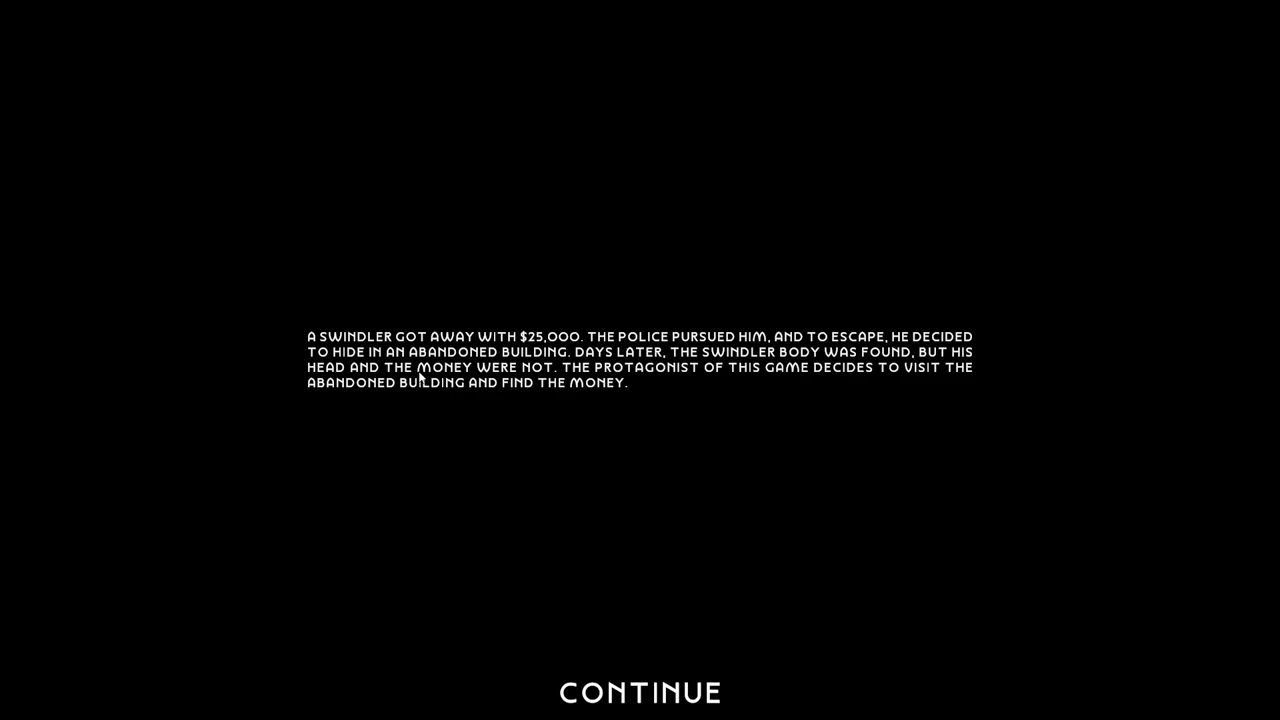 A SWINDLER GOT AWAY WITH $25,000. THE POLICE PURSUED HIM, AND TO ESCAPE, HE DECIDED
TO HIDE IN AN ABANDONED BUILDING. DAYS LATER, THE SWINDLER BODY WAS FOUND, BUT HIS
HEAD AND THE MONEY WERE NOT. THE PROTAGONIST OF THIS GAME DECIDES TO VISIT THE
ABANDONED BUILDING AND FIND THE MONEY.
CONTINUE